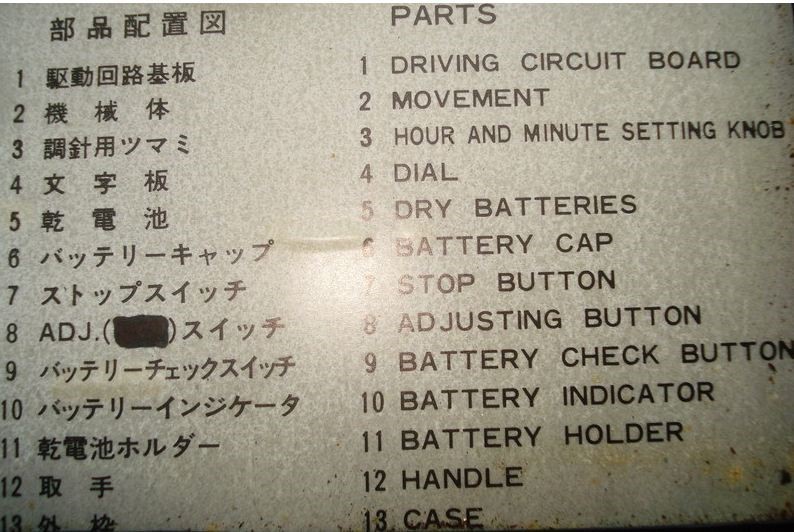 部品配置図
1 駆動回路基板
2 機械体
3 調針用ツマミ
4 文字板
5 乾電池
6 バッテリーキャップ
7 ストップスイッチ
8 ADJ.( )スイッチ
9 バッテリーチェックスイッチ
10 バッテリーインジケータ
11 乾電池ホルダー
12 取手
13 外枠
PARTS
1 DRIVING CIRCUIT BOARD
2 MOVEMENT
3 HOUR AND MINUTE SETTING KNOB
4 DIAL
5 DRY BATTERIES
6 BATTERY CAP
7 STOP BUTTON
8 ADJUSTING BUTTON
9 BATTERY CHECK BUTTON
10 BATTERY INDICATOR
11 BATTERY HOLDER
12 HANDLE
13 CASE